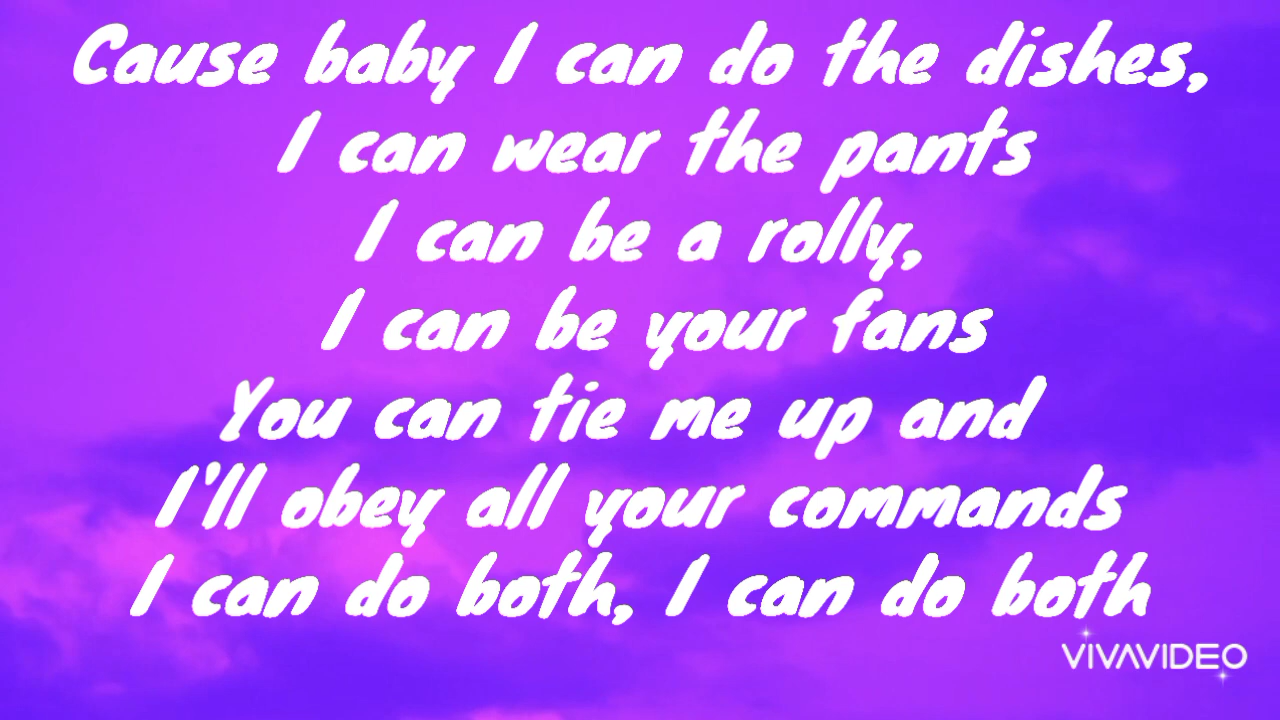 Cause baby I can do the dishes,
I can wear the pants
I can be a rolly,
I can be your fans
You can tie me up and
I'll obey all your commands
I can do both, I can do both
VIVAVIDEO